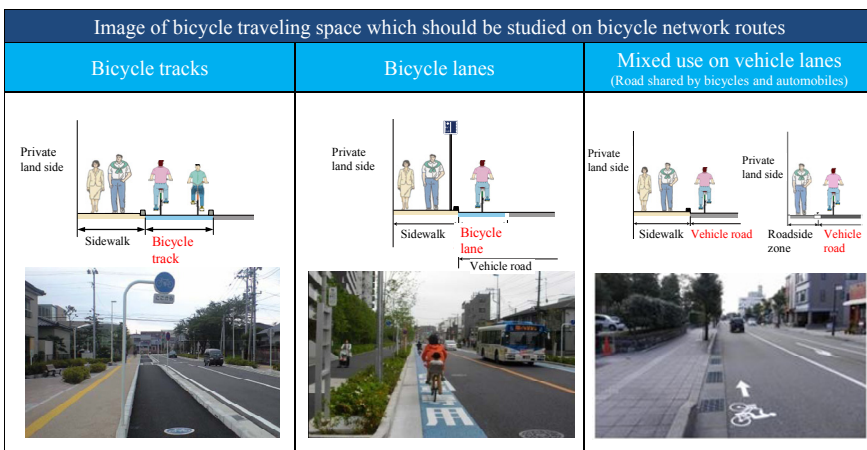 Image of bicycle traveling space which should be studied on bicycle network routes
Bicycle tracks
Bicycle lanes
Mixed use on vehicle lanes
(Road shared by bicycles and automobiles)
Private
land side
Sidewalk
Bicycle
track
Private
land side
Sidewalk
Bicycle
lane
Vehicle road
Private
land side
Sidewalk
Vehicle road
Private
land side
Roadside
zone
Vehicle
road
用